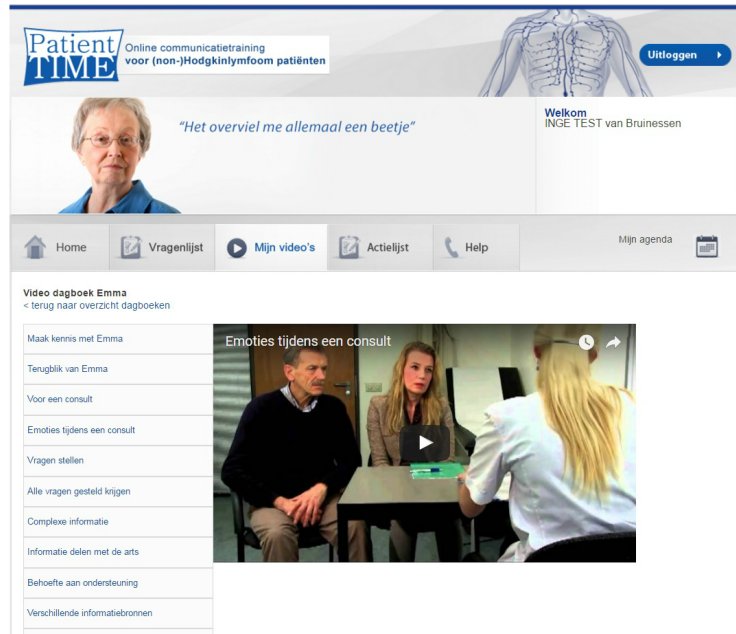 Patient
TIME
Online communicatietraining
voor (non-)Hodgkinlymfoom patiënten
Uitloggen
"Het overviel me allemaal een beetje"
Welkom
INGE TEST van Bruinessen
Home
Vragenlijst
Mijn video's
Actielijst
Help
Mijn agenda
Video dagboek Emma
< terug naar overzicht dagboeken
Maak kennis met Emma
Terugblik van Emma
Voor een consult
Emoties tijdens een consult
Vragen stellen
Alle vragen gesteld krijgen
Complexe informatie
Informatie delen met de arts
Behoefte aan ondersteuning
Verschillende informatiebronnen
Emoties tijdens een consult